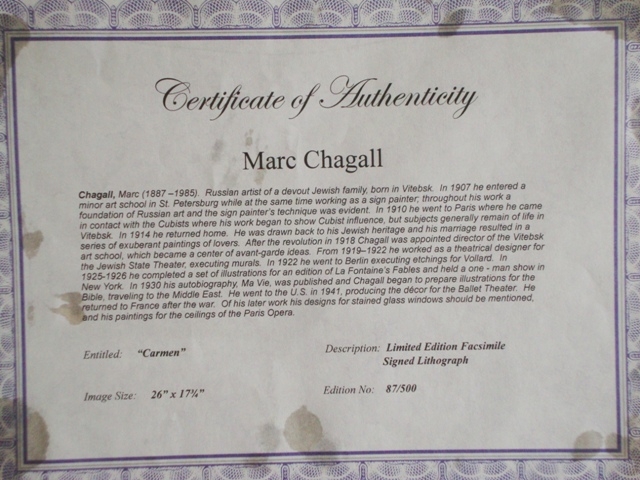 Certificate of Authenticity
Marc Chagall
Chagall, Marc (1887 –1985). Russian artist of a devout Jewish family, born in Vitebsk. In 1907 he entered a
minor art school in St. Petersburg while at the same time working as a sign painter; throughout his work a
foundation of Russian art and the sign painter's technique was evident. In 1910 he went to Paris where he came
in contact with the Cubists where his work began to show Cubist influence, but subjects generally remain of life in
Vitebsk. In 1914 he returned home. He was drawn back to his Jewish heritage and his marriage resulted in a
series of exuberant paintings of lovers. After the revolution in 1918 Chagall was appointed director of the Vitebsk
art school, which became a center of avant-garde ideas. From 1919–1922 he worked as a theatrical designer for
the Jewish State Theater, executing murals. In 1922 he went to Berlin executing etchings for Vollard. In
1925-1926 he completed a set of illustrations for an edition of La Fontaine's Fables and held a one - man show in
New York. In 1930 his autobiography, Ma Vie, was published and Chagall began to prepare illustrations for the
Bible, traveling to the Middle East. He went to the U.S. in 1941, producing the décor for the Ballet Theater. He
returned to France after the war. Of his later work his designs for stained glass windows should be mentioned,
and his paintings for the ceilings of the Paris Opera.
Entitled: "Carmen"
Description: Limited Edition Facsimile
Signed Lithograph
Image Size: 26" x 17¾"
Edition No: 87/500